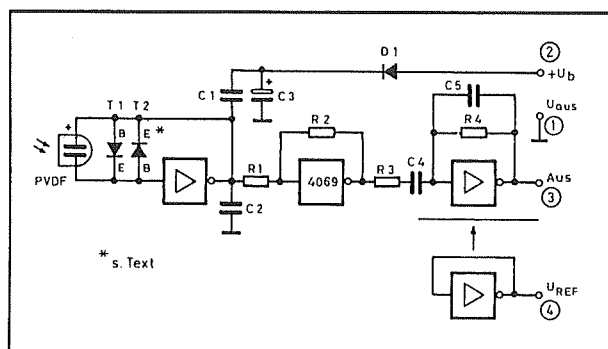 D1
②
+Ub
C1
+
C3
C5
Uaus
①
T1 T2
B E *
E B
+
PVDF
R2
R4
R1
4069
R3
C4
Aus
③
C2
* s. Text
UREF
④